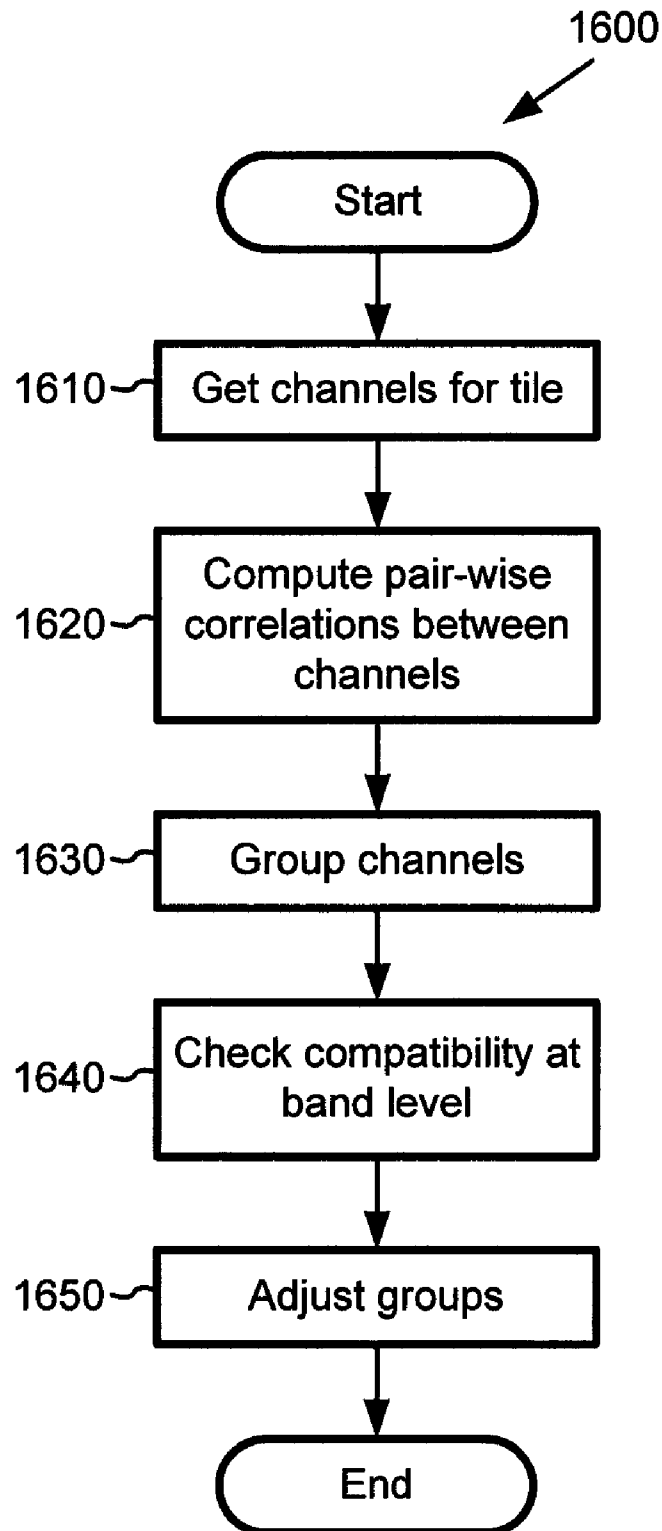 1600
Start
1610
Get channels for tile
1620
Compute pair-wise
correlations between
channels
1630
Group channels
1640
Check compatibility at
band level
1650
Adjust groups
End